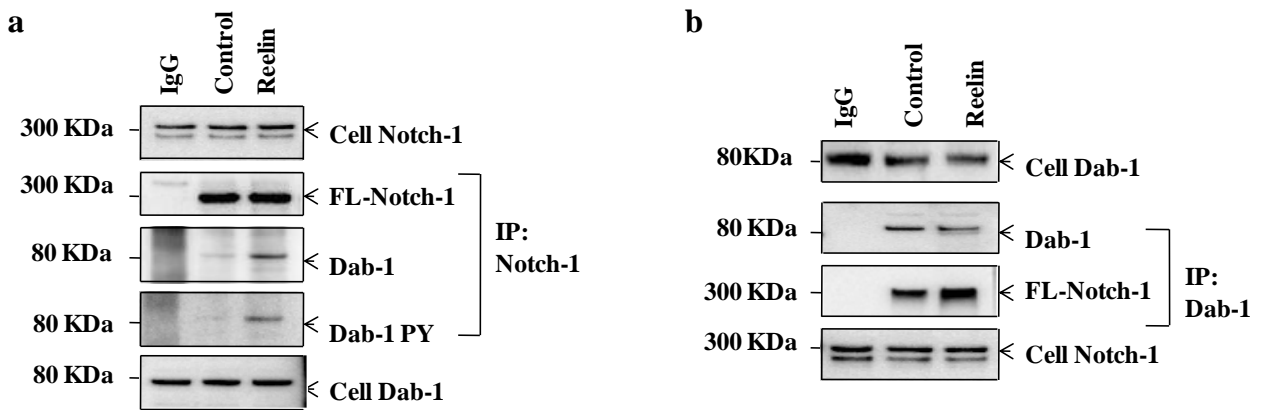 a
IgG
Control
Reelin
300 KDa
Cell Notch-1
300 KDa
FL-Notch-1
80 KDa
Dab-1
80 KDa
Dab-1 PY
IP:
Notch-1
80 KDa
Cell Dab-1
b
IgG
Control
Reelin
80KDa
Cell Dab-1
80 KDa
Dab-1
300 KDa
FL-Notch-1
IP:
Dab-1
300 KDa
Cell Notch-1